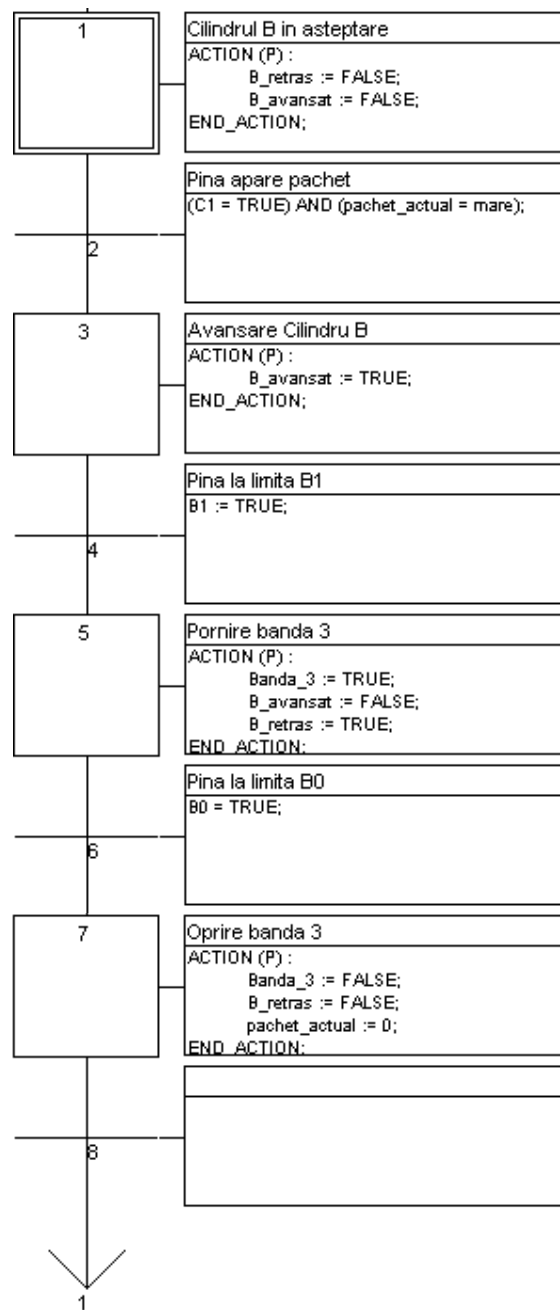 1
Cilindrul B in asteptare
ACTION (P) :
B_retras := FALSE;
B_avansat := FALSE;
END_ACTION;
2
Pina apare pachet
(C1 = TRUE) AND (pachet_actual = mare);
3
Avansare Cilindru B
ACTION (P) :
B_avansat := TRUE;
END_ACTION;
4
Pina la limita B1
B1 := TRUE;
5
Pornire banda 3
ACTION (P) :
Banda_3 := TRUE;
B_avansat := FALSE;
B_retras := TRUE;
END_ACTION;
6
Pina la limita B0
B0 = TRUE;
7
Oprire banda 3
ACTION (P) :
Banda_3 := FALSE;
B_retras := FALSE;
pachet_actual := 0;
END_ACTION;
8
1